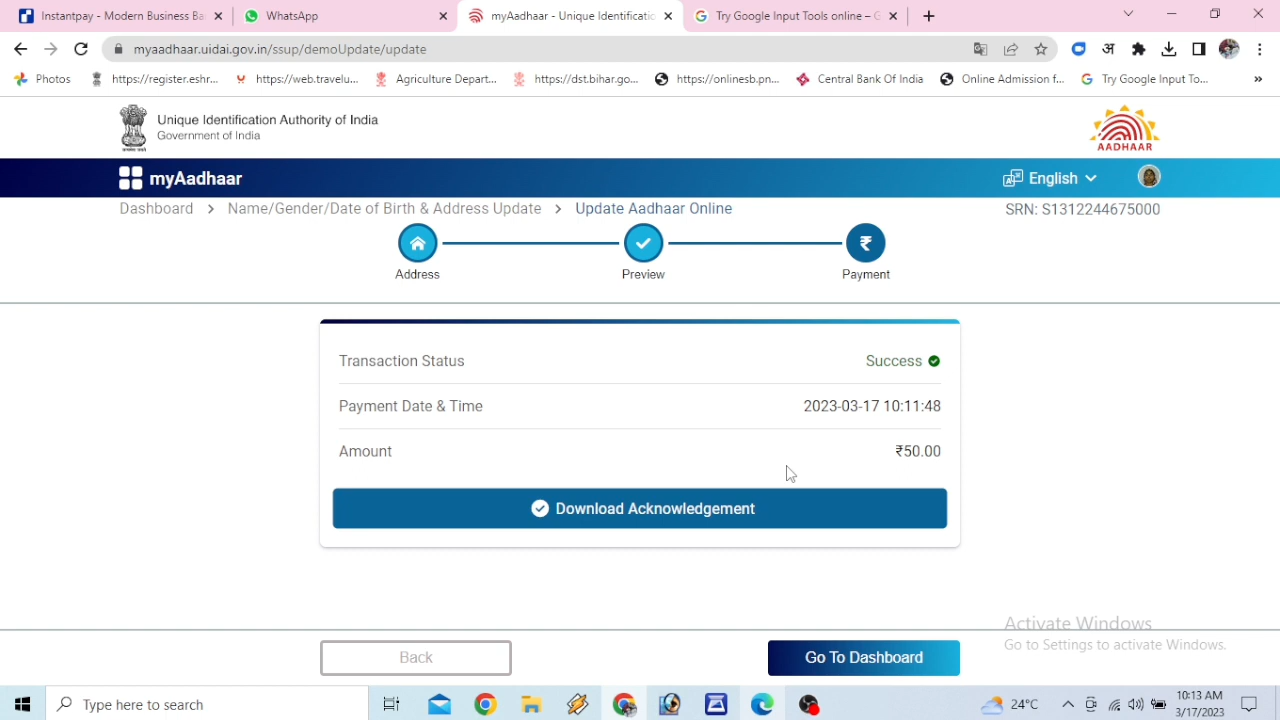 Instantpay - Modern Business Ba
WhatsApp
myAadhaar - Unique Identificatio
Try Google Input Tools online – G
myaadhaar.uidai.gov.in/ssup/demoUpdate/update
अ
Photos
https://register.eshr...
https://web.travelu...
Agriculture Depart...
https://dst.bihar.go...
https://onlinesb.pn...
Central Bank Of India
Online Admission f...
Try Google Input To...
»
Unique Identification Authority of India
Government of India
AADHAAR
myAadhaar
English
Dashboard > Name/Gender/Date of Birth & Address Update > Update Aadhaar Online
SRN: S1312244675000
₹
Address
Preview
Payment
Transaction Status
Success
Payment Date & Time
2023-03-17 10:11:48
Amount
₹50.00
Download Acknowledgement
Activate Windows
Go to Settings to activate Windows.
Back
Go To Dashboard
Type here to search
24°C
10:13 AM
3/17/2023